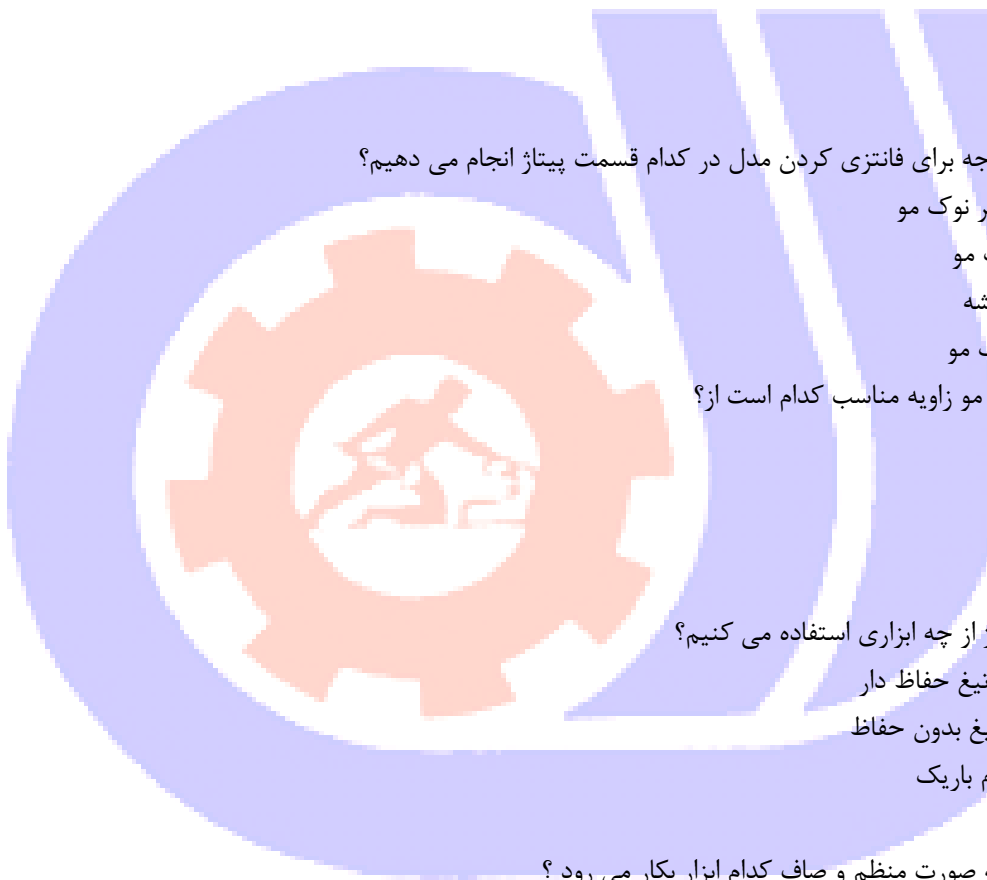 جه برای فانتزی کردن مدل در کدام قسمت پیتاژ انجام می دهیم؟
ر نوک مو
مو
شه
مو
مو زاویه مناسب کدام است از؟
از چه ابزاری استفاده می کنیم؟
تیغ حفاظ دار
یغ بدون حفاظ
م باریک
ه صورت منظم و صاف کدام ابزار بکار می رود ؟